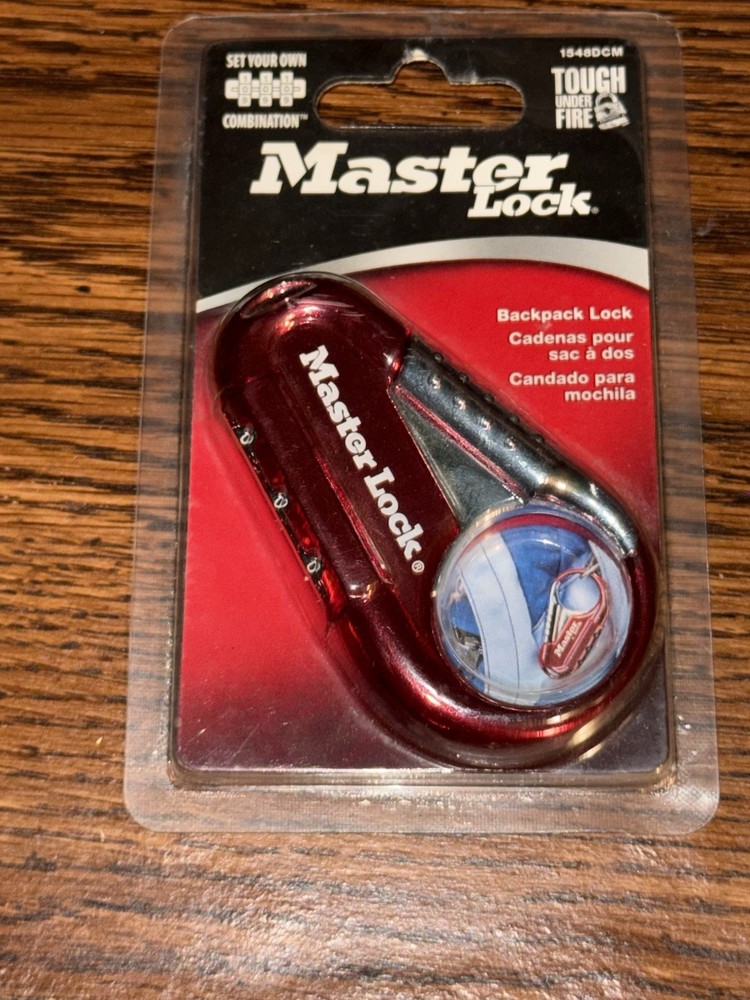 SET YOUR OWN
COMBINATION™
1548DCM
TOUGH
UNDER
FIRE
Master
Lock®
Backpack Lock
Cadenas pour
sac à dos
Candado para
mochila
Master Lock®
Master